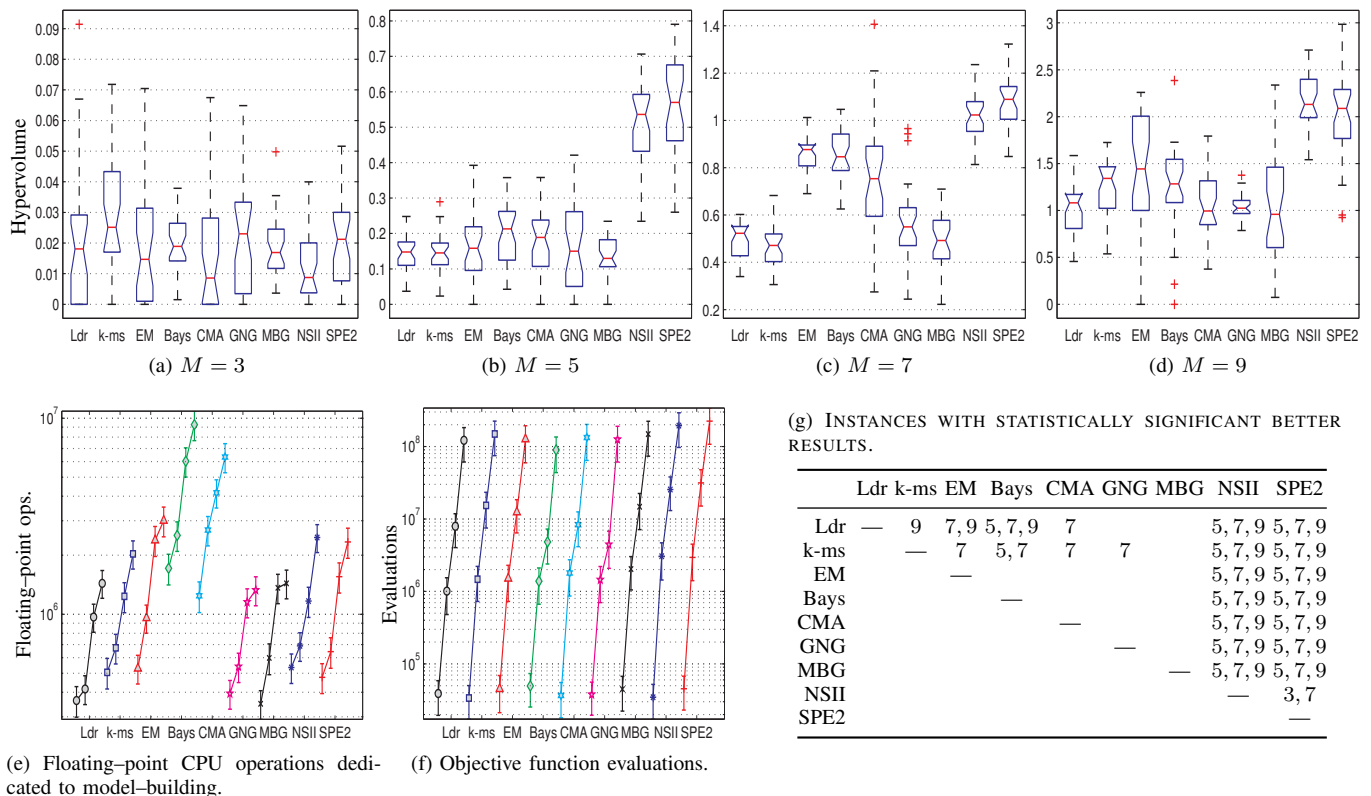 Hypervolume
0.09
0.08
0.07
0.06
0.05
0.04
0.03
0.02
0.01
0
Ldr k-ms EM Bays CMA GNG MBG NSII SPE2
(a) M = 3
0.8
0.7
0.6
0.5
0.4
0.3
0.2
0.1
0
Ldr k-ms EM Bays CMA GNG MBG NSII SPE2
(b) M = 5
1.4
1.2
1
0.8
0.6
0.4
0.2
Ldr k-ms EM Bays CMA GNG MBG NSII SPE2
(c) M = 7
3
2.5
2
1.5
1
0.5
0
Ldr k-ms EM Bays CMA GNG MBG NSII SPE2
(d) M = 9
Floating–point ops.
10^7
10^6
Ldr k-ms EM Bays CMA GNG MBG NSII SPE2
(e) Floating–point CPU operations dedi-
cated to model–building.
Evaluations
10^8
10^7
10^6
10^5
Ldr k-ms EM Bays CMA GNG MBG NSII SPE2
(f) Objective function evaluations.
(g) INSTANCES WITH STATISTICALLY SIGNIFICANT BETTER
RESULTS.
Ldr k-ms EM Bays CMA GNG MBG NSII SPE2
Ldr — 9 7, 9 5, 7, 9 7 5, 7, 9 5, 7, 9
k-ms — 7 5, 7 7 7 5, 7, 9 5, 7, 9
EM — 5, 7, 9 5, 7, 9
Bays — 5, 7, 9 5, 7, 9
CMA — 5, 7, 9 5, 7, 9
GNG — 5, 7, 9 5, 7, 9
MBG — 5, 7, 9 5, 7, 9
NSII — 3, 7
SPE2 —